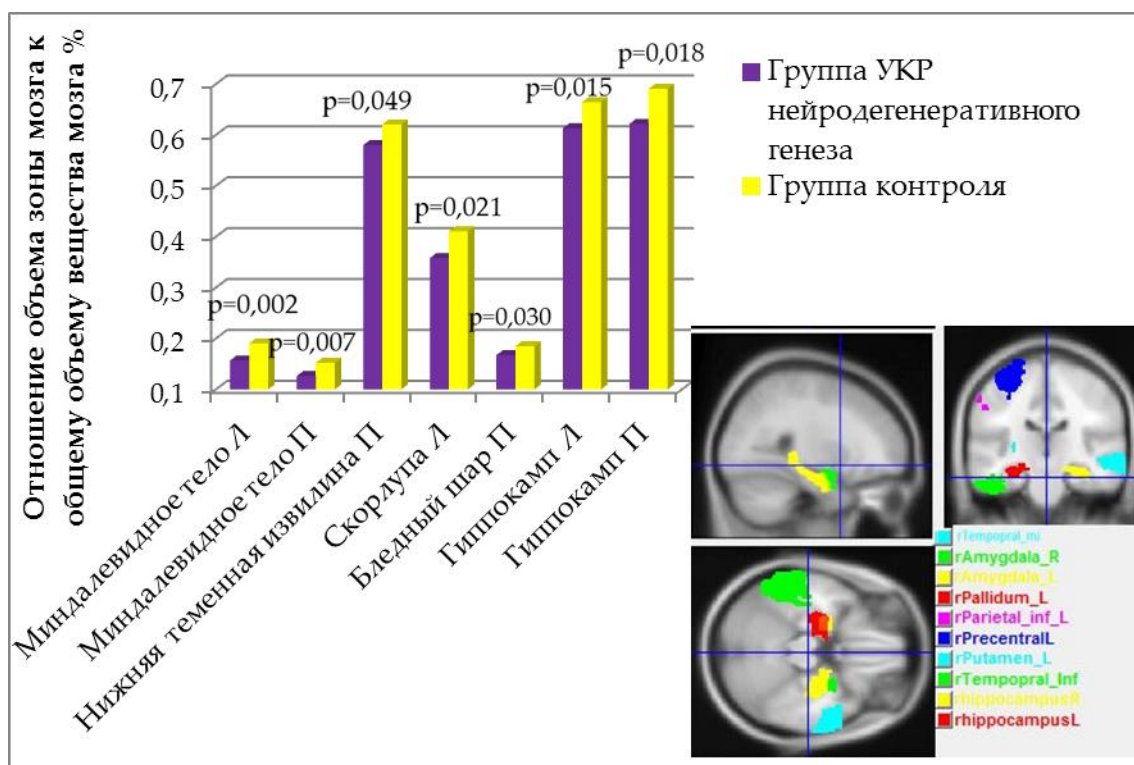 Отношение объема зоны мозга к
общему объему вещества мозга %
0,7
0,6
0,5
0,4
0,3
0,2
0,1
p=0,002
p=0,007
p=0,049
p=0,021
p=0,030
p=0,015
p=0,018
Миндалевидное тело Л
Миндалевидное тело П
Нижняя теменная извилина П
Скорлупа Л
Бледный шар П
Гиппокамп Л
Гиппокамп П
Группа УКР
нейродегенеративного
генеза
Группа контроля
rTempopral_mi
rAmygdala_R
rAmygdala_L
rPallidum_L
rParietal_inf_L
rPrecentralL
rPutamen_L
rTempopral_Inf
rhippocampusR
rhippocampusL